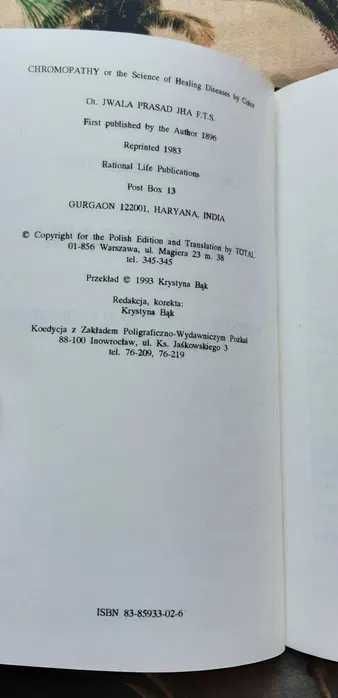 CHROMOPATHY or the Science of Healing Diseases by Color
Dr. JWALA PRASAD JHA F.T.S.
First published by the Author 1896
Reprinted 1983
Rational Life Publications
Post Box 13
GURGAON 122001, HARYANA, INDIA
© Copyright for the Polish Edition and Translation by TOTAL
01-856 Warszawa, ul. Magiera 23 m. 38
tel. 345-345
Przekład © 1993 Krystyna Bąk
Redakcja, korekta:
Krystyna Bąk
Koedycja z Zakładem Poligraficzno-Wydawniczym Pozkal
88-100 Inowrocław, ul. Ks. Jaśkowskiego 3
tel. 76-209, 76-219
ISBN 83-85933-02-6